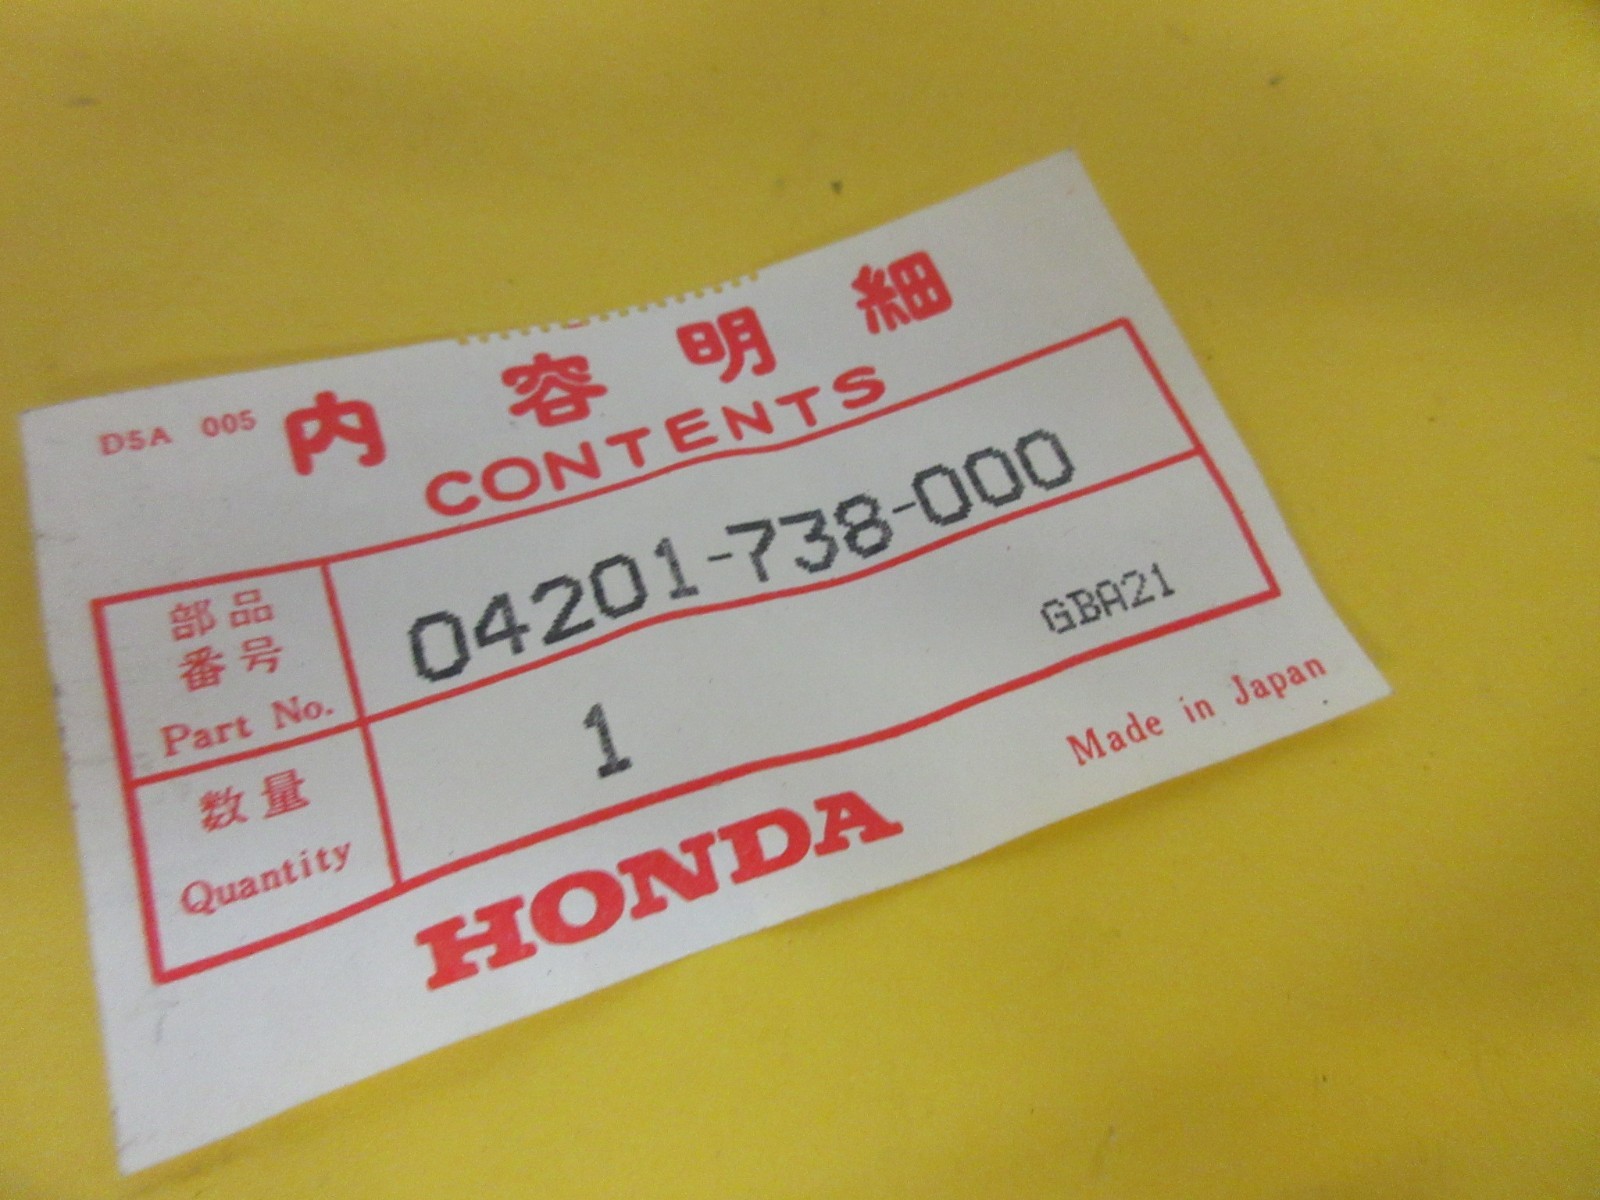 D5A 005
内容明細
CONTENTS
部品
番号
Part No.
04201-738-000
数量
Quantity
1
GBA21
HONDA
Made in Japan